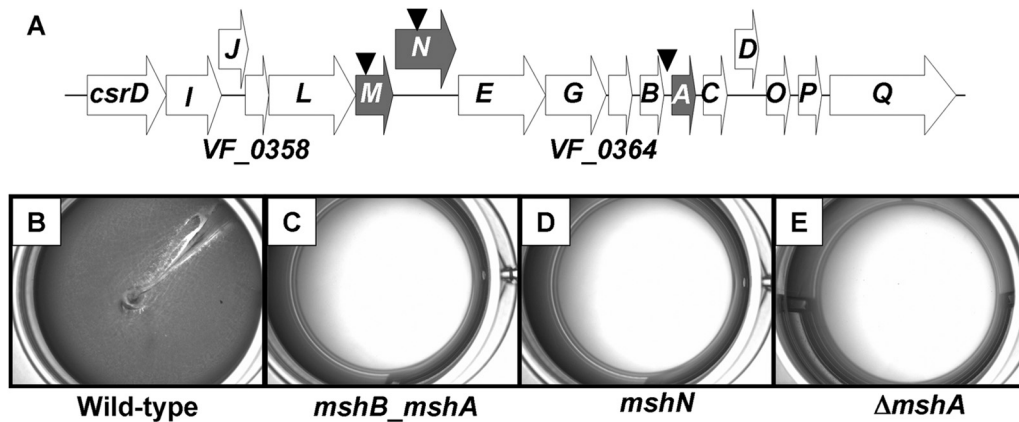 A
J
N
D
csrD
I
L
M
E
G
B
A
C
O
P
Q
VF_0358
VF_0364
B
C
D
E
Wild-type
mshB_mshA
mshN
ΔmshA